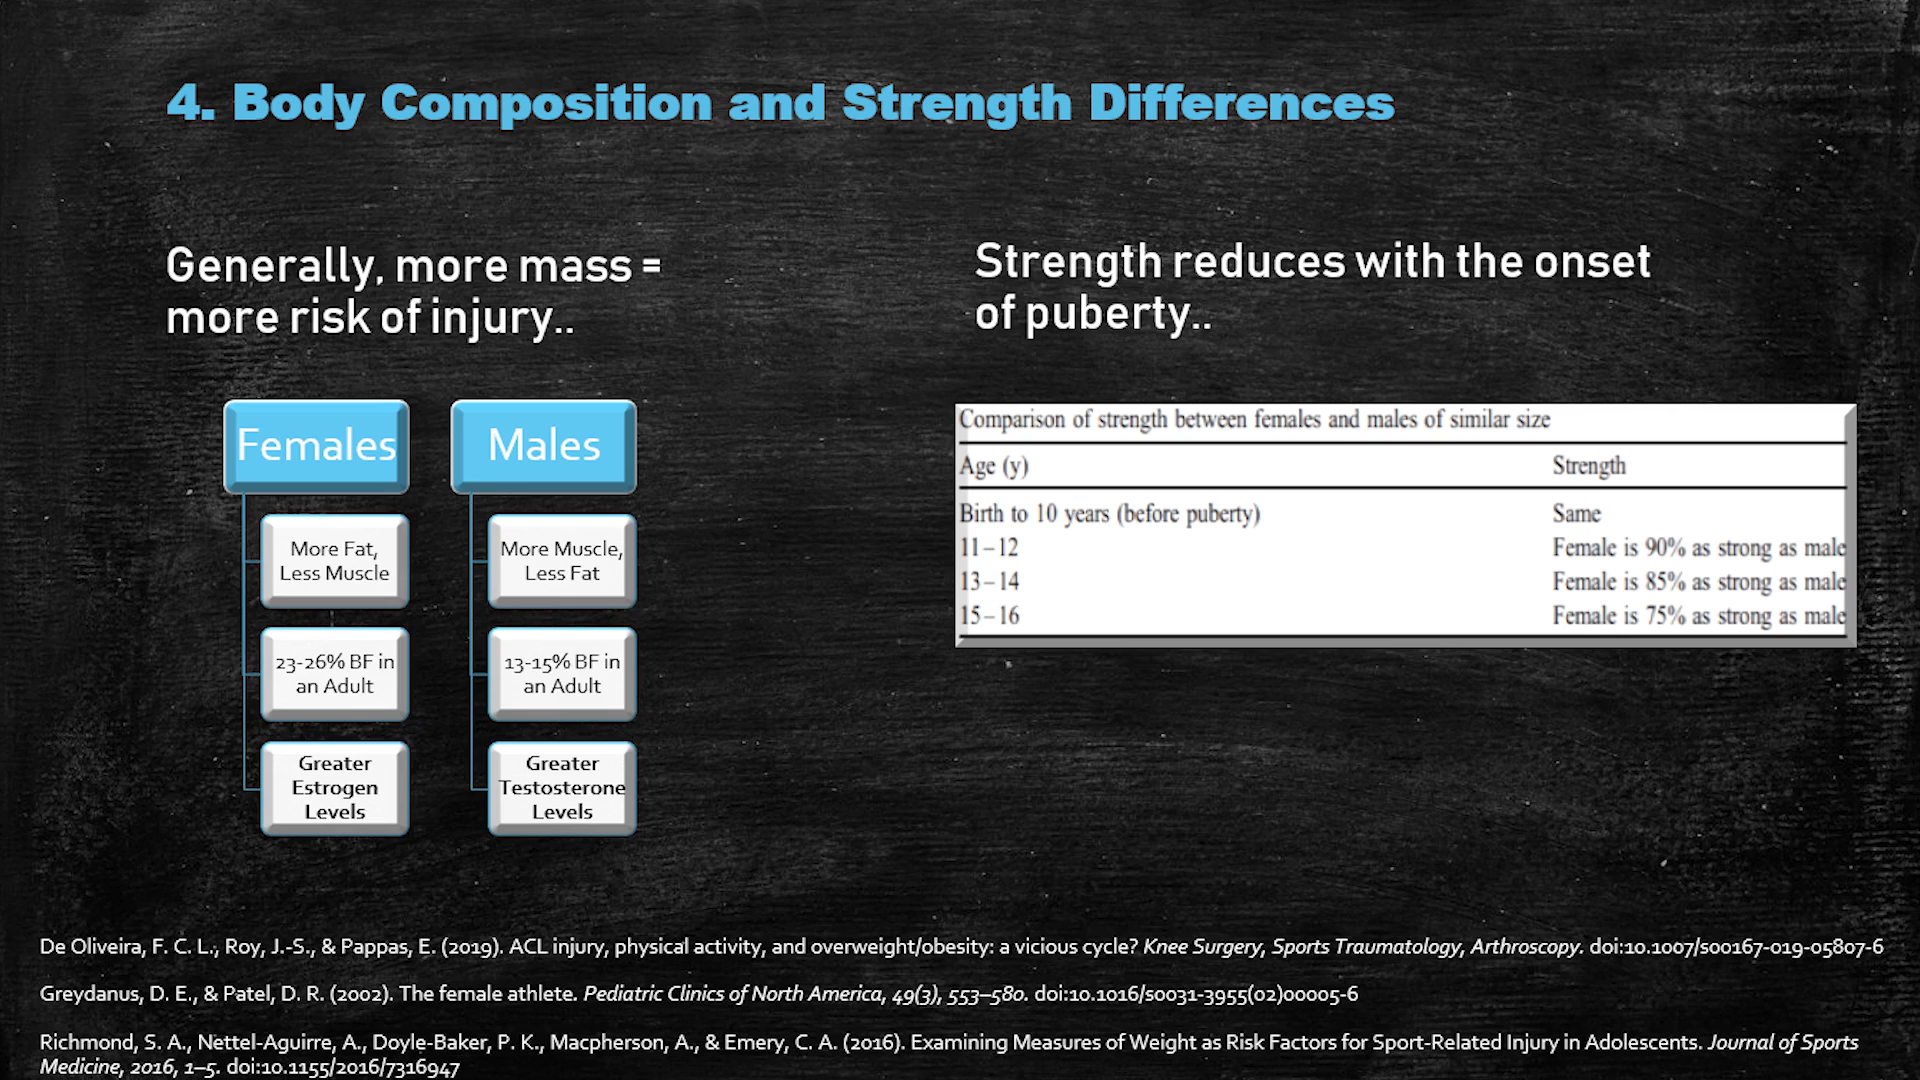 4. Body Composition and Strength Differences
Generally, more mass =
more risk of injury..
Females
More Fat,
Less Muscle
23-26% BF in
an Adult
Greater
Estrogen
Levels
Males
More Muscle,
Less Fat
13-15% BF in
an Adult
Greater
Testosterone
Levels
Strength reduces with the onset
of puberty..
Comparison of strength between females and males of similar size
Age (y) Strength
Birth to 10 years (before puberty) Same
11–12 Female is 90% as strong as male
13–14 Female is 85% as strong as male
15–16 Female is 75% as strong as male
De Oliveira, F. C. L., Roy, J.-S., & Pappas, E. (2019). ACL injury, physical activity, and overweight/obesity: a vicious cycle? Knee Surgery, Sports Traumatology, Arthroscopy. doi:10.1007/s00167-019-05807-6
Greydanus, D. E., & Patel, D. R. (2002). The female athlete. Pediatric Clinics of North America, 49(3), 553–580. doi:10.1016/s0031-3955(02)00005-6
Richmond, S. A., Nettel-Aguirre, A., Doyle-Baker, P. K., Macpherson, A., & Emery, C. A. (2016). Examining Measures of Weight as Risk Factors for Sport-Related Injury in Adolescents. Journal of Sports
Medicine, 2016, 1–5. doi:10.1155/2016/7316947